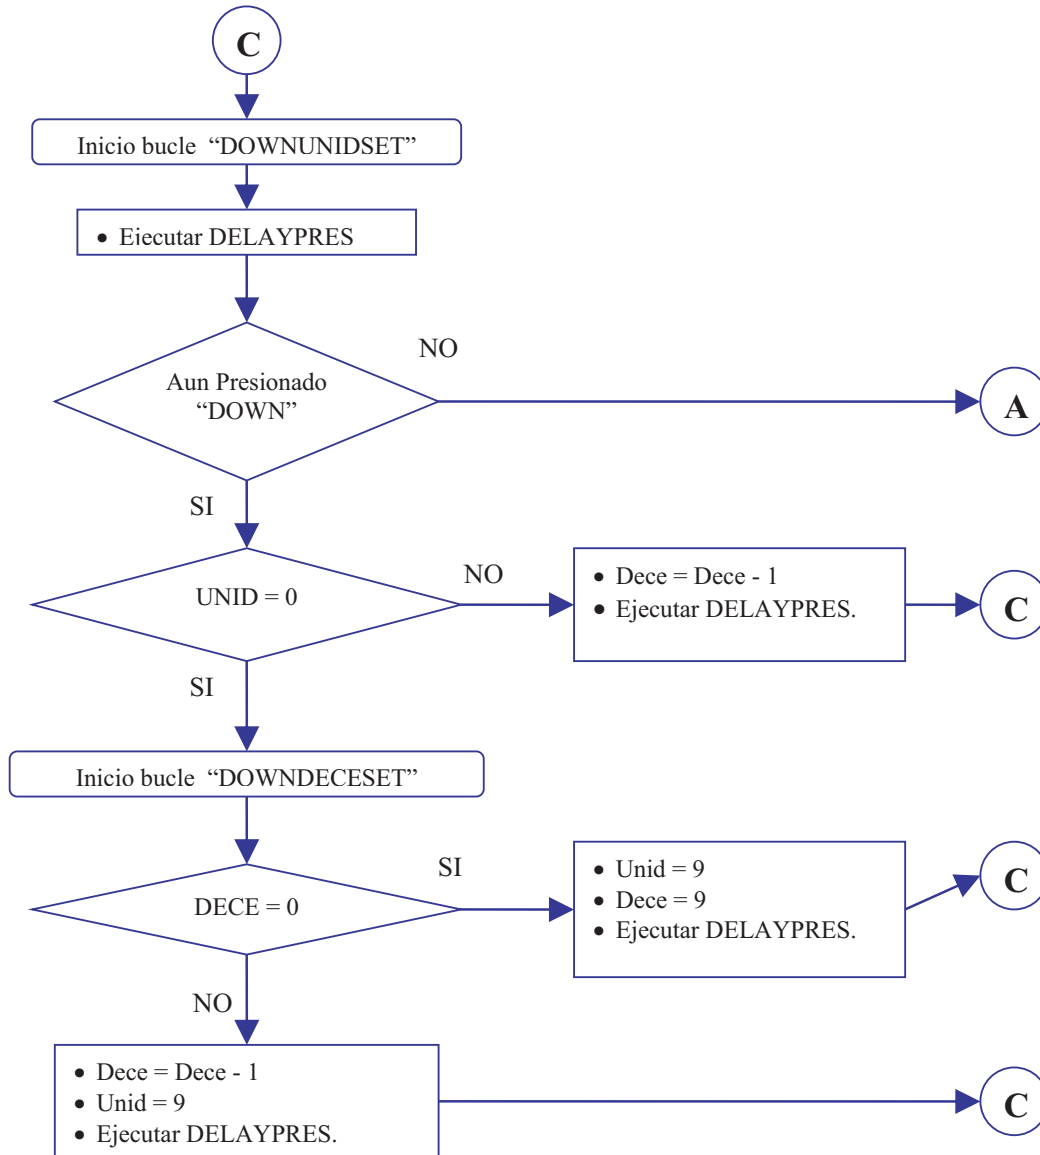 C
Inicio bucle “DOWNUNIDSET”
• Ejecutar DELAYPRES
NO
Aun Presionado
“DOWN”
A
SI
UNID = 0
NO
• Dece = Dece - 1
• Ejecutar DELAYPRES.
C
SI
Inicio bucle “DOWNDECESET”
DECE = 0
SI
• Unid = 9
• Dece = 9
• Ejecutar DELAYPRES.
C
NO
• Dece = Dece - 1
• Unid = 9
• Ejecutar DELAYPRES.
C